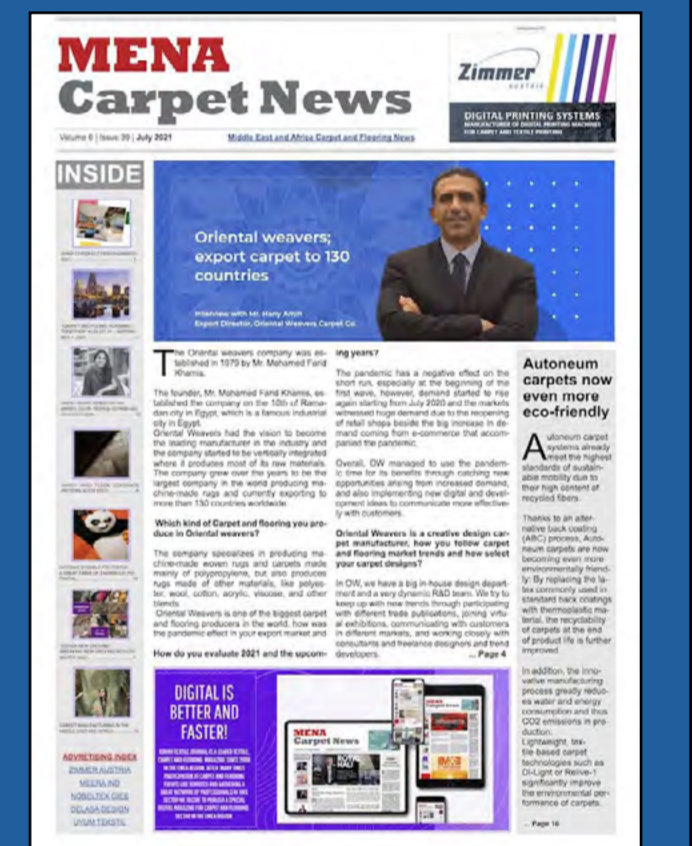 MENA
Carpet News
Zimmer
AUSTRIA
DIGITAL PRINTING SYSTEMS
MANUFACTURER OF DIGITAL PRINTING MACHINES
FOR CARPET AND TEXTILE PRINTING
Volume 6 | Issue 39 | July 2021
Middle East and Africa Carpet and Flooring News
INSIDE
Oriental weavers;
export carpet to 130
countries
Interview with Mr. Hany Amin
Export Director, Oriental Weavers Carpet Co.
The Oriental weavers company was es-
tablished in 1979 by Mr. Mohamed Farid
Khamis.
The founder, Mr. Mohamed Farid Khamis, es-
tablished the company on the 10th of Rama-
dan city in Egypt, which is a famous industrial
city in Egypt.
Oriental Weavers had the vision to become
the leading manufacturer in the industry and
the company started to be vertically integrated
where it produces most of its raw materials.
The company grew over the years to be the
largest company in the world producing ma-
chine-made rugs and currently exporting to
more than 130 countries worldwide.
Which kind of Carpet and flooring you pro-
duce in Oriental weavers?
The company specializes in producing ma-
chine-made woven rugs and carpets made
mainly of polypropylene, but also produces
rugs made of other materials, like polyes-
ter, wool, cotton, acrylic, viscose, and other
blends.
Oriental Weavers is one of the biggest carpet
and flooring producers in the world, how was
the pandemic effect in your export market and
How do you evaluate 2021 and the upcom-
ing years?
The pandemic has a negative effect on the
short run, especially at the beginning of the
first wave, however, demand started to rise
again starting from July 2020 and the markets
witnessed huge demand due to the reopening
of retail shops beside the big increase in de-
mand coming from e-commerce that accom-
panied the pandemic.
Overall, OW managed to use the pandem-
ic time for its benefits through catching new
opportunities arising from increased demand,
and also implementing new digital and devel-
opment ideas to communicate more effective-
ly with customers.
Oriental Weavers is a creative design car-
pet manufacturer, how you follow carpet
and flooring market trends and how select
your carpet designs?
In OW, we have a big in-house design depart-
ment and a very dynamic R&D team. We try to
keep up with new trends through participating
with different trade publications, joining virtu-
al exhibitions, communicating with customers
in different markets, and working closely with
consultants and freelance designers and trend
developers.
... Page 4
Autoneum
carpets now
even more
eco-friendly
Autoneum carpet
systems already
meet the highest
standards of sustain-
able mobility due to
their high content of
recycled fibers.
Thanks to an alter-
native back coating
(ABC) process, Auto-
neum carpets are now
becoming even more
environmentally friend-
ly: By replacing the la-
tex commonly used in
standard back coatings
with thermoplastic ma-
terial, the recyclability
of carpets at the end
of product life is further
improved.
In addition, the inno-
vative manufacturing
process greatly reduc-
es water and energy
consumption and thus
CO2 emissions in pro-
duction.
Lightweight, tex-
tile-based carpet
technologies such as
Di-Light or Relive-1
significantly improve
the environmental per-
formance of carpets.
... Page 16
ADVRETISING INDEX
ZIMMER AUSTRIA
MEERA IND
NOBELTEX GIEB
DELASA DESIGN
UYUM TEKSTIL
DIGITAL IS
BETTER AND
FASTER!
MENA
Carpet News